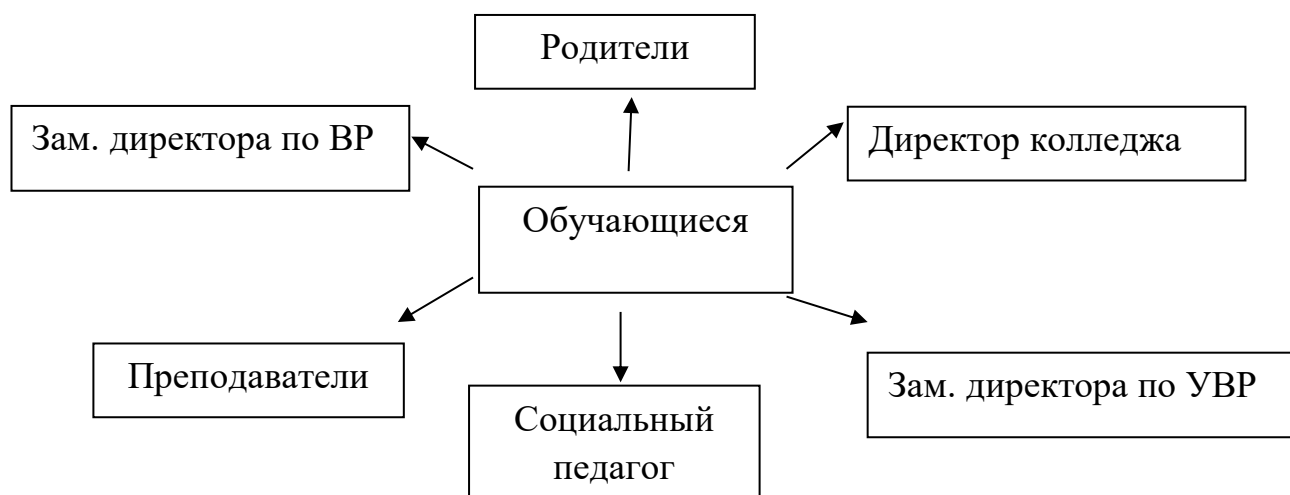 Родители
Зам. директора по ВР
Директор колледжа
Обучающиеся
Преподаватели
Зам. директора по УВР
Социальный
педагог